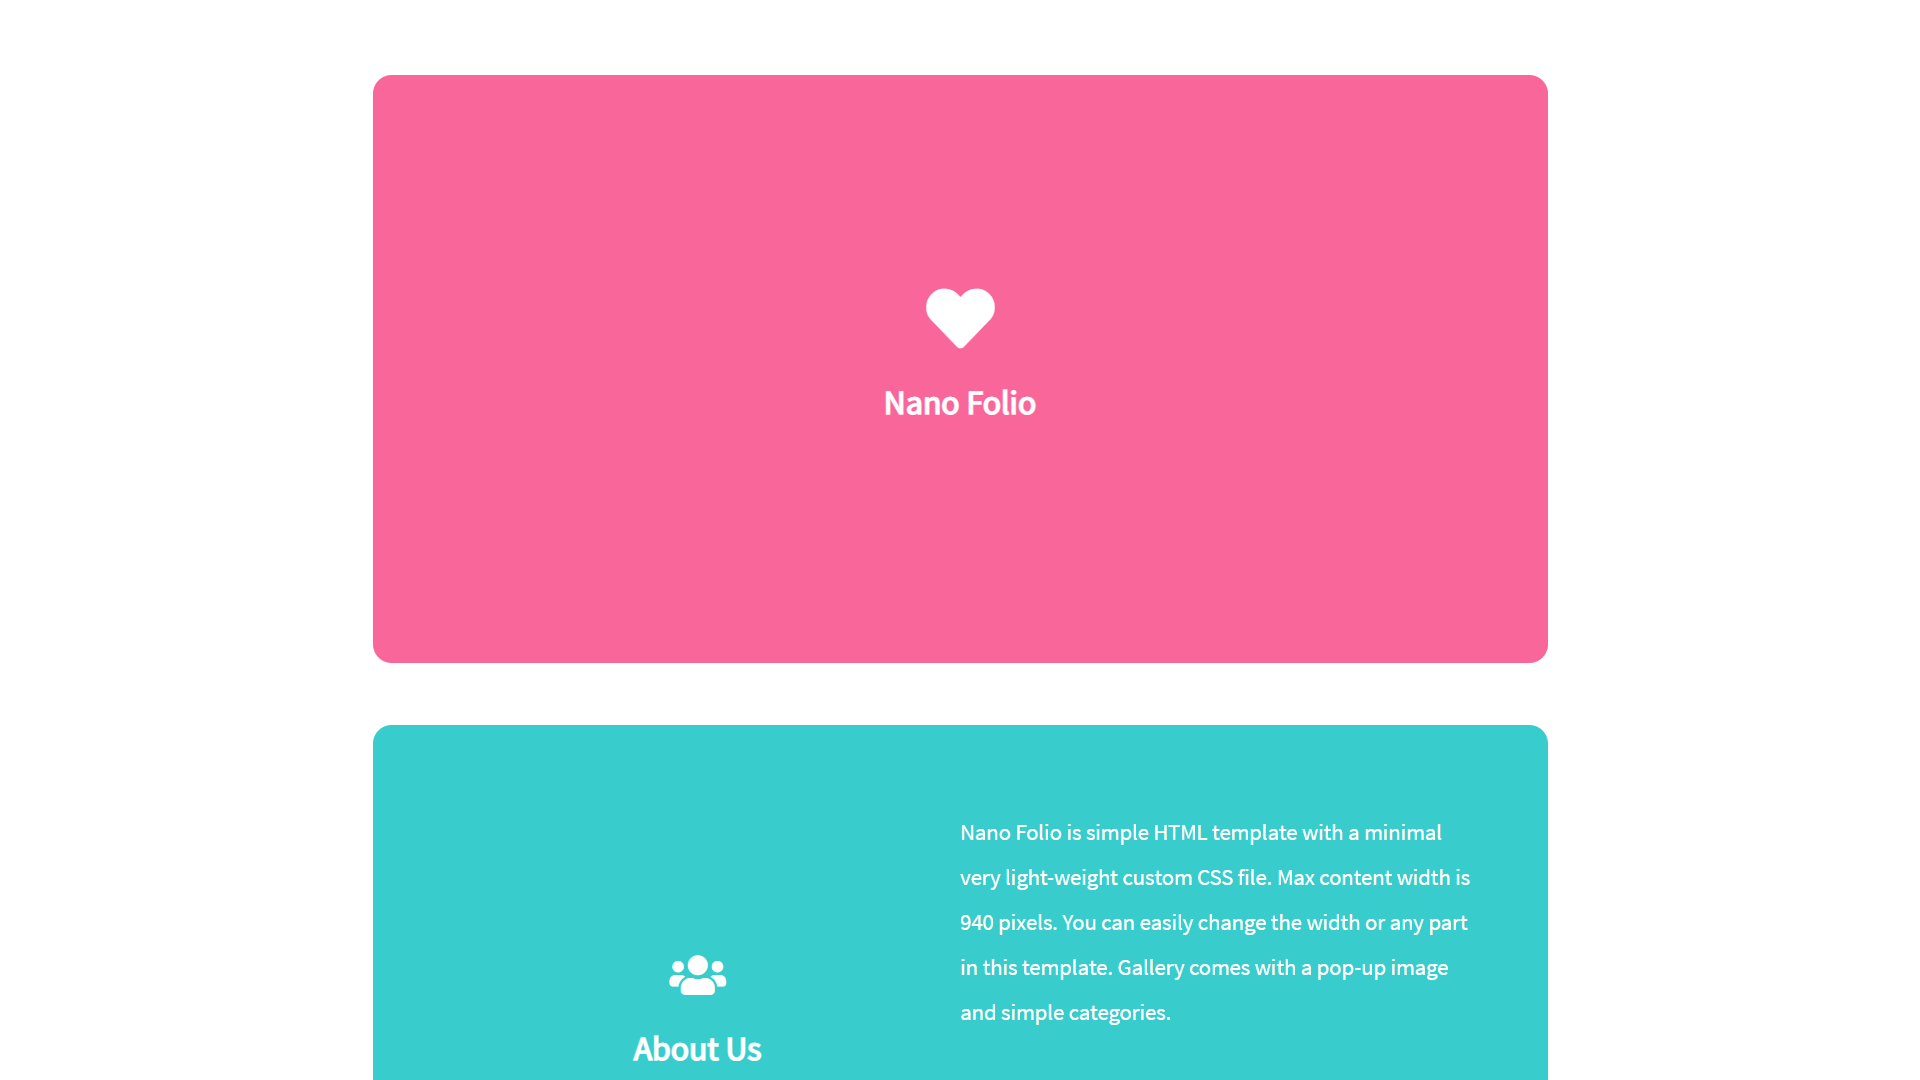 Nano Folio
Nano Folio is simple HTML template with a minimal
very light-weight custom CSS file. Max content width is
940 pixels. You can easily change the width or any part
in this template. Gallery comes with a pop-up image
and simple categories.
About Us